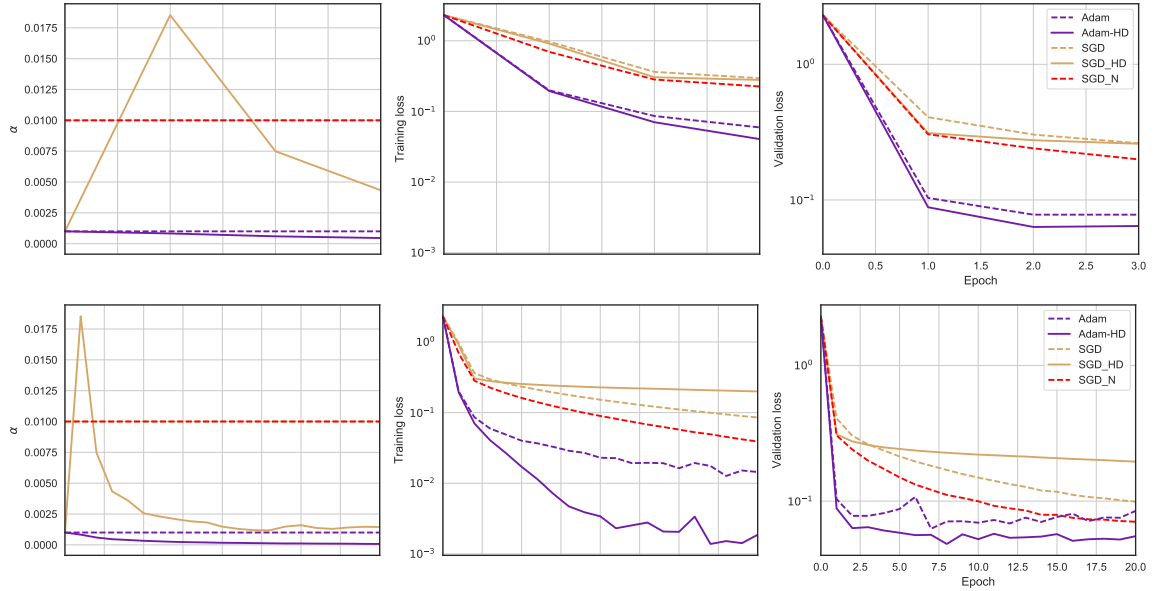 0.0175
0.0150
0.0125
0.0100
0.0075
0.0050
0.0025
0.0000
α
10⁰
10⁻¹
10⁻²
10⁻³
Training loss
10⁰
10⁻¹
Validation loss
Adam
Adam-HD
SGD
SGD_HD
SGD_N
0.0 0.5 1.0 1.5 2.0 2.5 3.0
Epoch
0.0175
0.0150
0.0125
0.0100
0.0075
0.0050
0.0025
0.0000
α
10⁰
10⁻¹
10⁻²
10⁻³
Training loss
10⁰
10⁻¹
Validation loss
Adam
Adam-HD
SGD
SGD_HD
SGD_N
0.0 2.5 5.0 7.5 10.0 12.5 15.0 17.5 20.0
Epoch